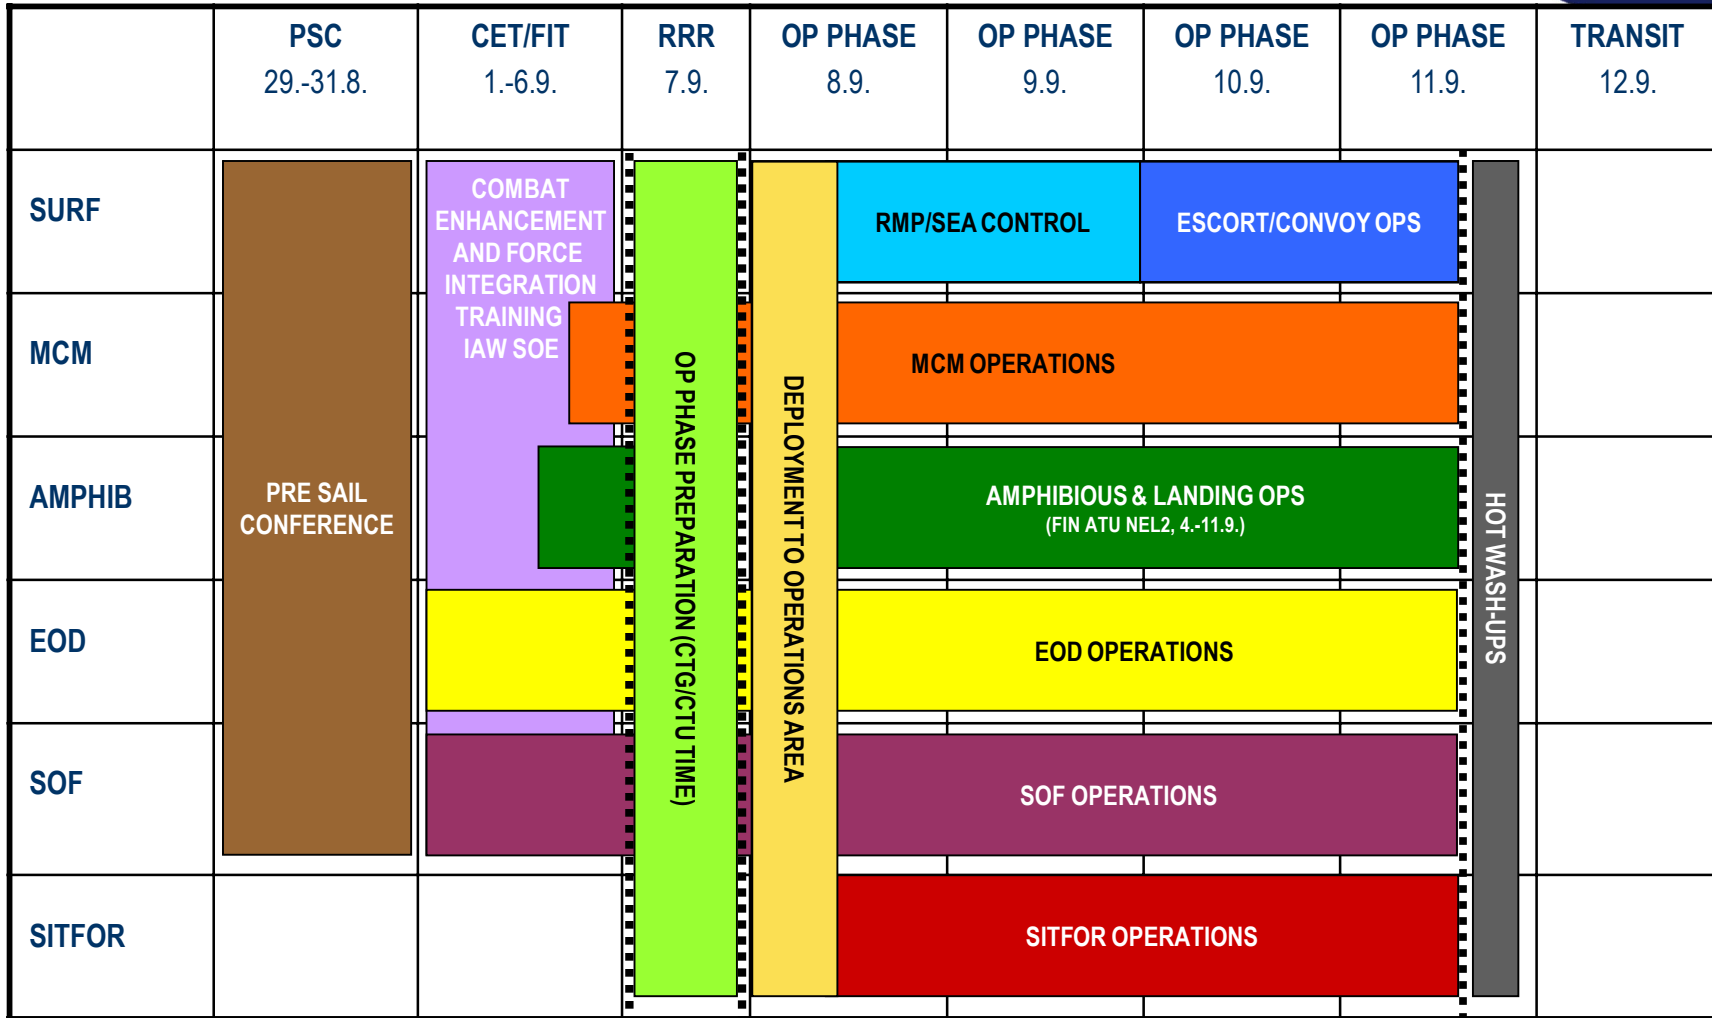 PSC
29.-31.8.
CET/FIT
1.-6.9.
RRR
7.9.
OP PHASE
8.9.
OP PHASE
9.9.
OP PHASE
10.9.
OP PHASE
11.9.
TRANSIT
12.9.
SURF
COMBAT
ENHANCEMENT
AND FORCE
INTEGRATION
TRAINING
IAW SOE
RMP/SEA CONTROL
ESCORT/CONVOY OPS
MCM
MCM OPERATIONS
AMPHIB
PRE SAIL
CONFERENCE
OP PHASE PREPARATION (CTG/CTU TIME)
DEPLOYMENT TO OPERATIONS AREA
AMPHIBIOUS & LANDING OPS
(FIN ATU NEL2, 4.-11.9.)
HOT WASH-UPS
EOD
EOD OPERATIONS
SOF
SOF OPERATIONS
SITFOR
SITFOR OPERATIONS